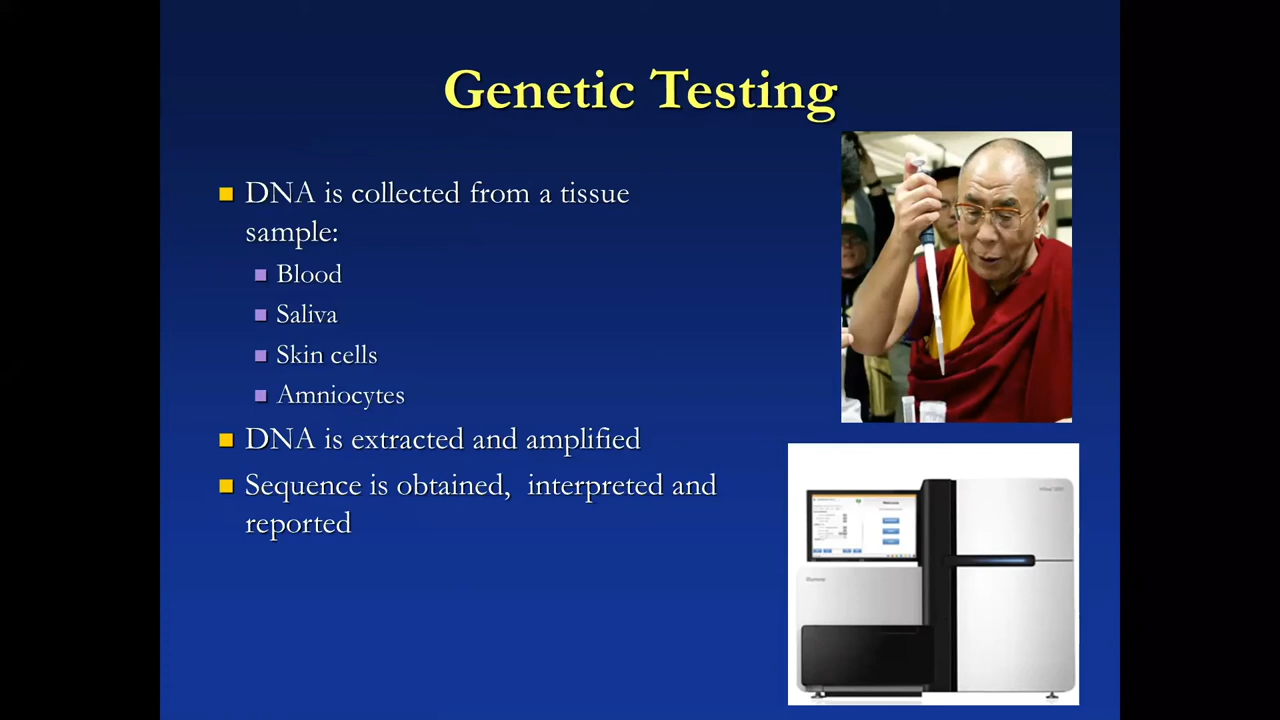 Genetic Testing
DNA is collected from a tissue
sample:
Blood
Saliva
Skin cells
Amniocytes
DNA is extracted and amplified
Sequence is obtained, interpreted and
reported
illumina